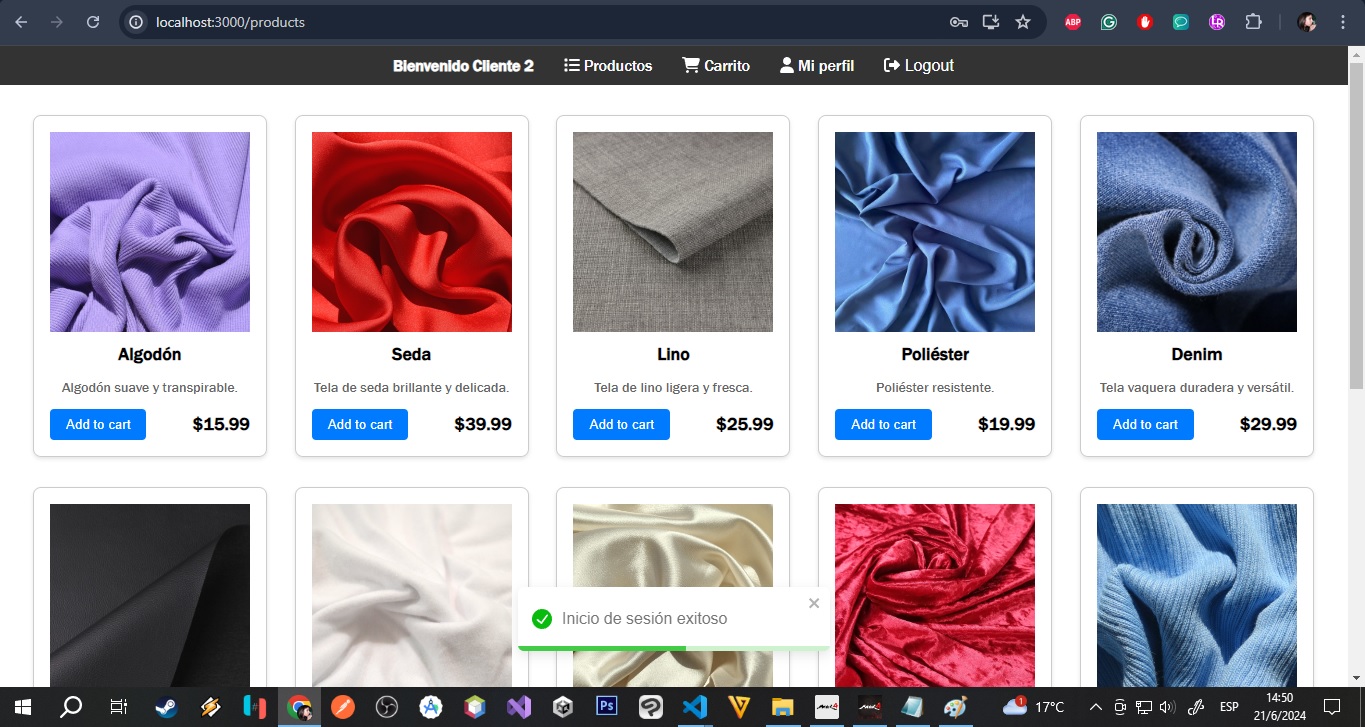 localhost:3000/products
ABP
Bienvenido Cliente 2
Productos
Carrito
Mi perfil
Logout
Algodón
Algodón suave y transpirable.
Add to cart
$15.99
Seda
Tela de seda brillante y delicada.
Add to cart
$39.99
Lino
Tela de lino ligera y fresca.
Add to cart
$25.99
Poliéster
Poliéster resistente.
Add to cart
$19.99
Denim
Tela vaquera duradera y versátil.
Add to cart
$29.99
Inicio de sesión exitoso
Ps
1
17°C
ESP
14:50
21/6/2024